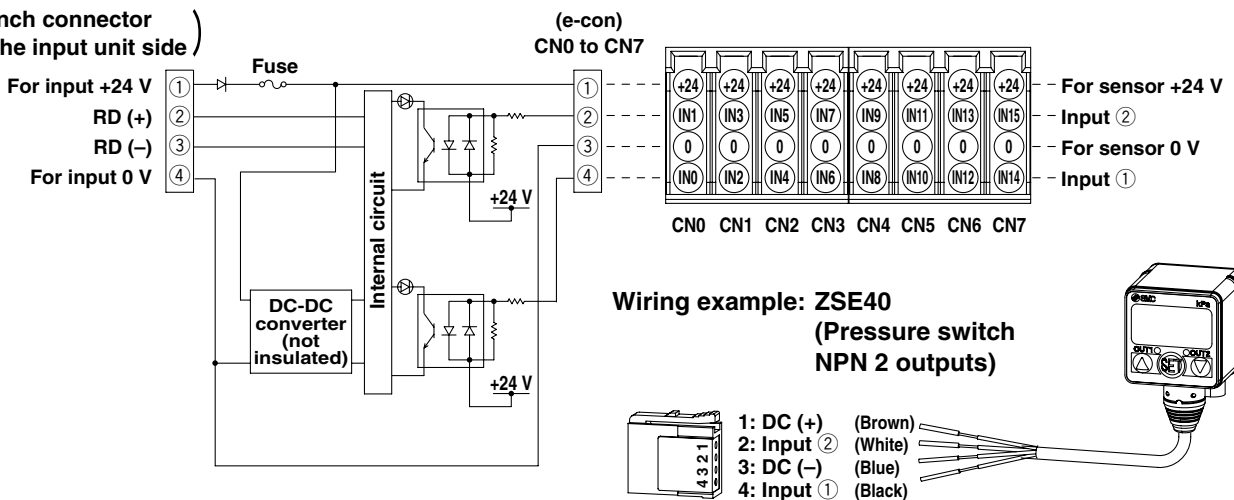 nch connector
he input unit side )
For input +24 V ①
RD (+) ②
RD (–) ③
For input 0 V ④
Fuse
Internal circuit
DC-DC
converter
(not
insulated)
+24 V
+24 V
(e-con)
CN0 to CN7
①
②
③
④
+24 +24 +24 +24 +24 +24 +24 +24
IN1 IN3 IN5 IN7 IN9 IN11 IN13 IN15
0 0 0 0 0 0 0 0
IN0 IN2 IN4 IN6 IN8 IN10 IN12 IN14
CN0 CN1 CN2 CN3 CN4 CN5 CN6 CN7
For sensor +24 V
Input ②
For sensor 0 V
Input ①
Wiring example: ZSE40
(Pressure switch
NPN 2 outputs)
SMC kPa
OUT1 OUT2
SET
4 3 2 1
1: DC (+) (Brown)
2: Input ② (White)
3: DC (–) (Blue)
4: Input ① (Black)